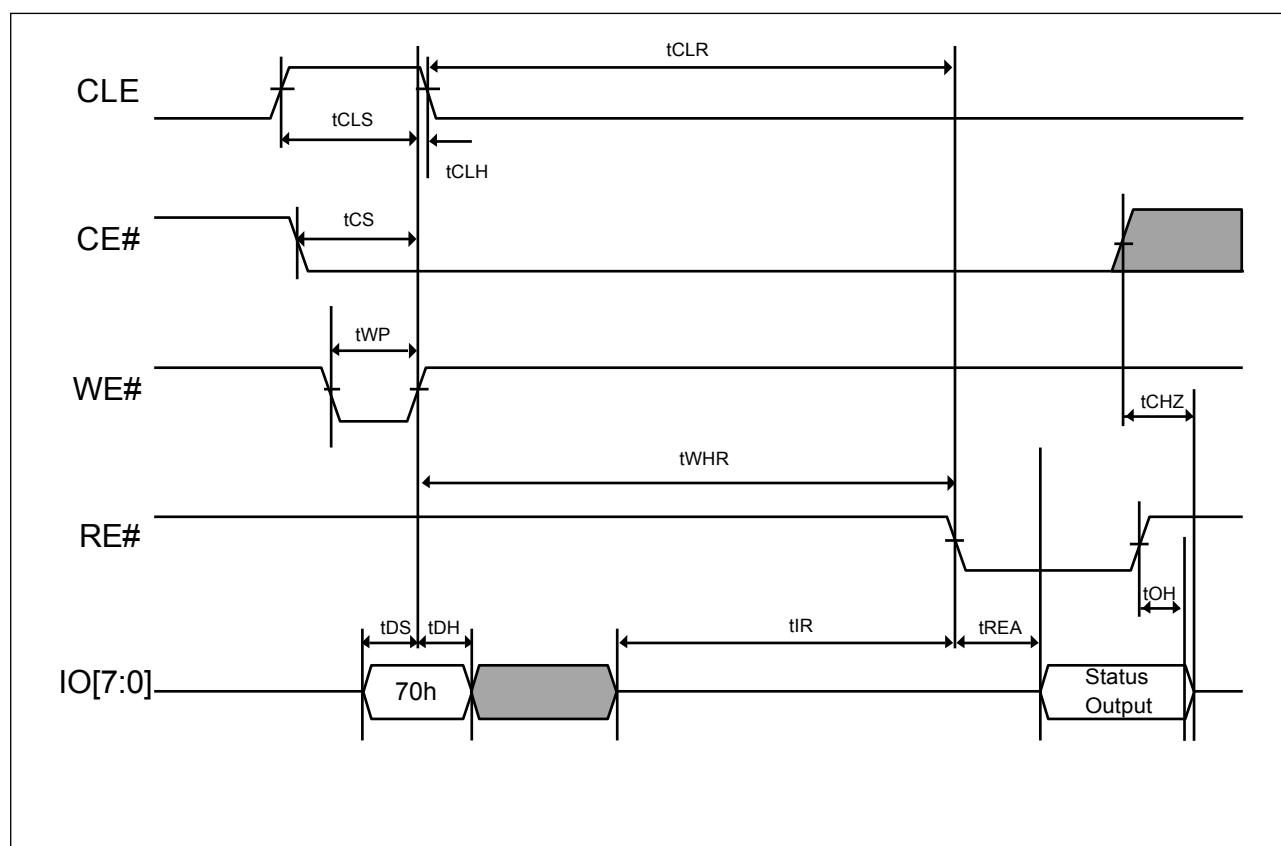 tCLR
CLE
tCLS
tCLH
tCS
CE#
tWP
WE#
tCHZ
tWHR
RE#
tOH
tDS
tDH
tIR
tREA
IO[7:0]
70h
Status
Output